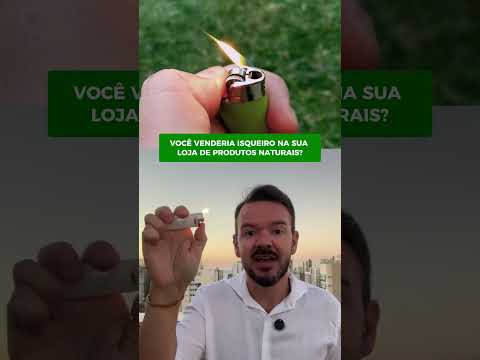 VOCÊ VENDERIA ISQUEIRO NA SUA
LOJA DE PRODUTOS NATURAIS?